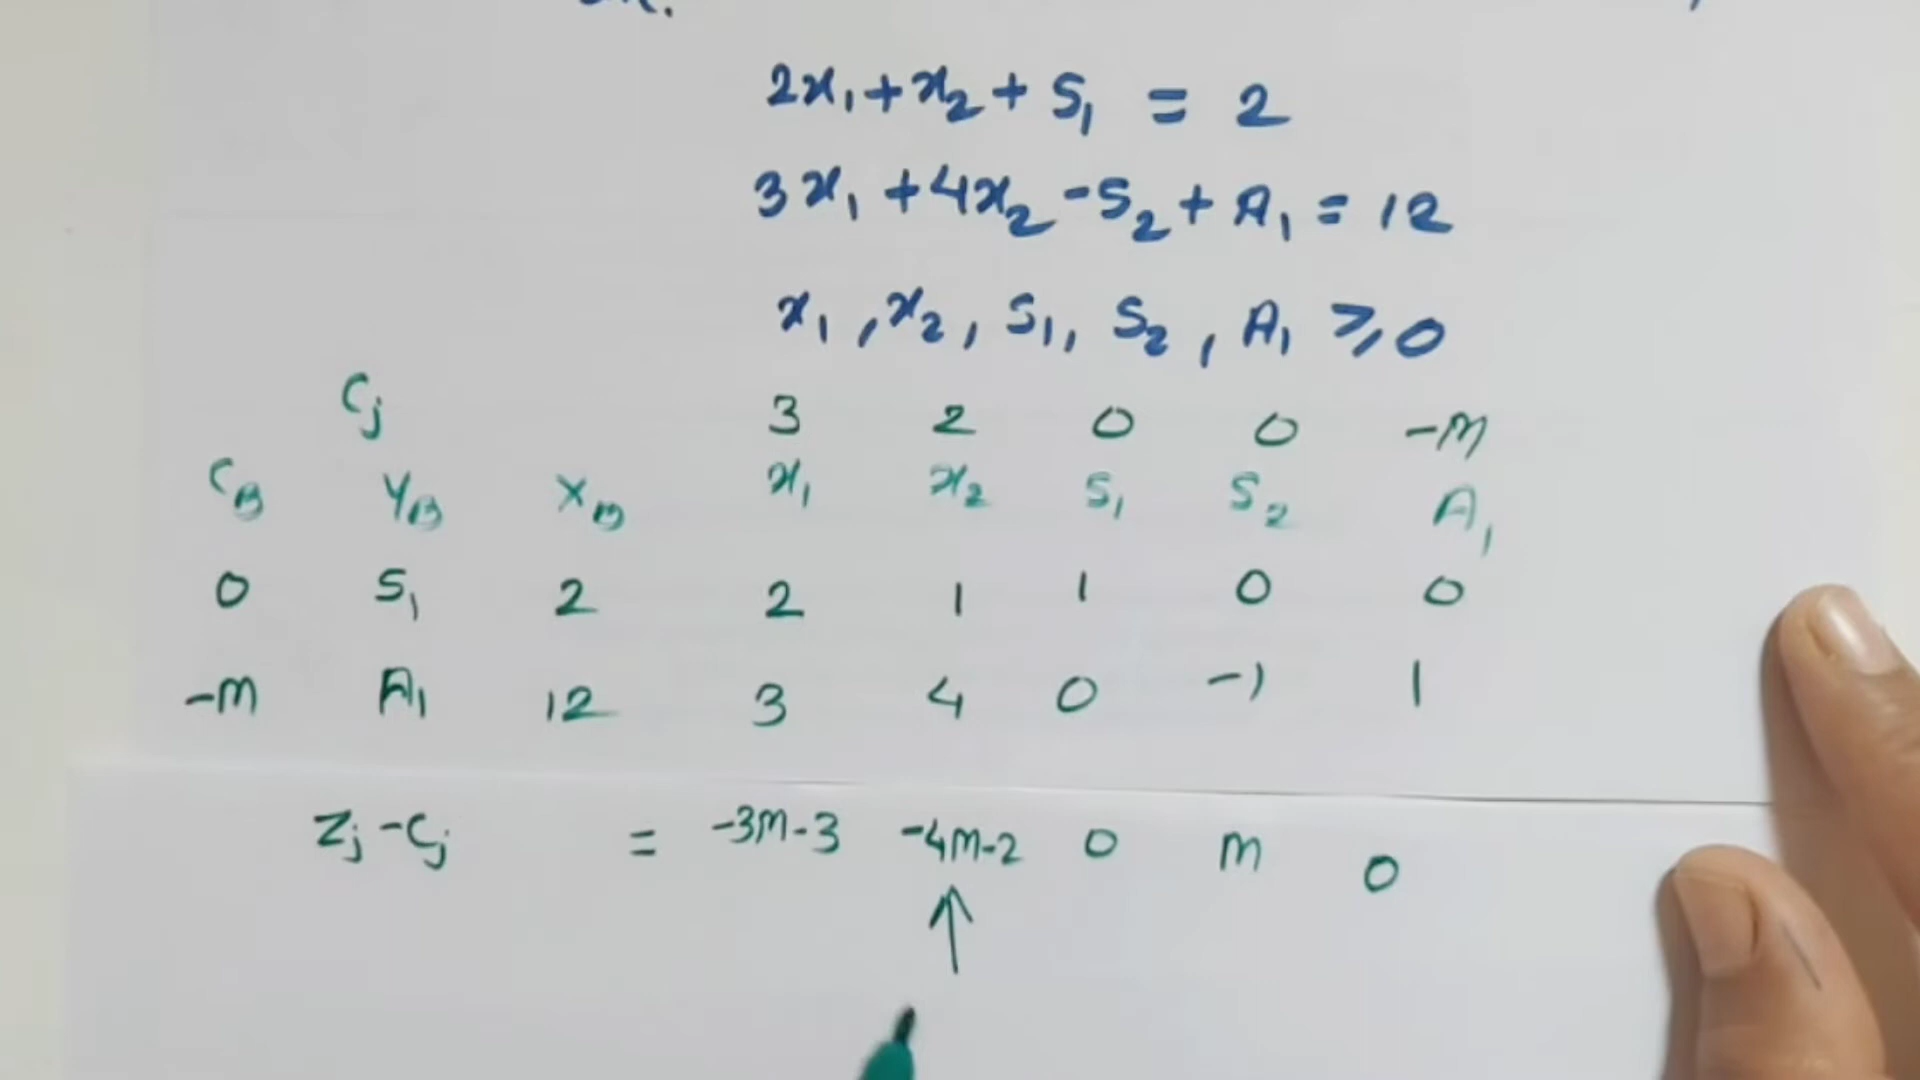 2x₁ + x₂ + S₁ = 2
3x₁ + 4x₂ - S₂ + A₁ = 12
x₁, x₂, S₁, S₂, A₁ ≥ 0
Cj 3 2 0 0 -M
CB YB XB x₁ x₂ S₁ S₂ A₁
0 S₁ 2 2 1 1 0 0
-M A₁ 12 3 4 0 -1 1
Zj - Cj = -3M-3 -4M-2 0 M 0